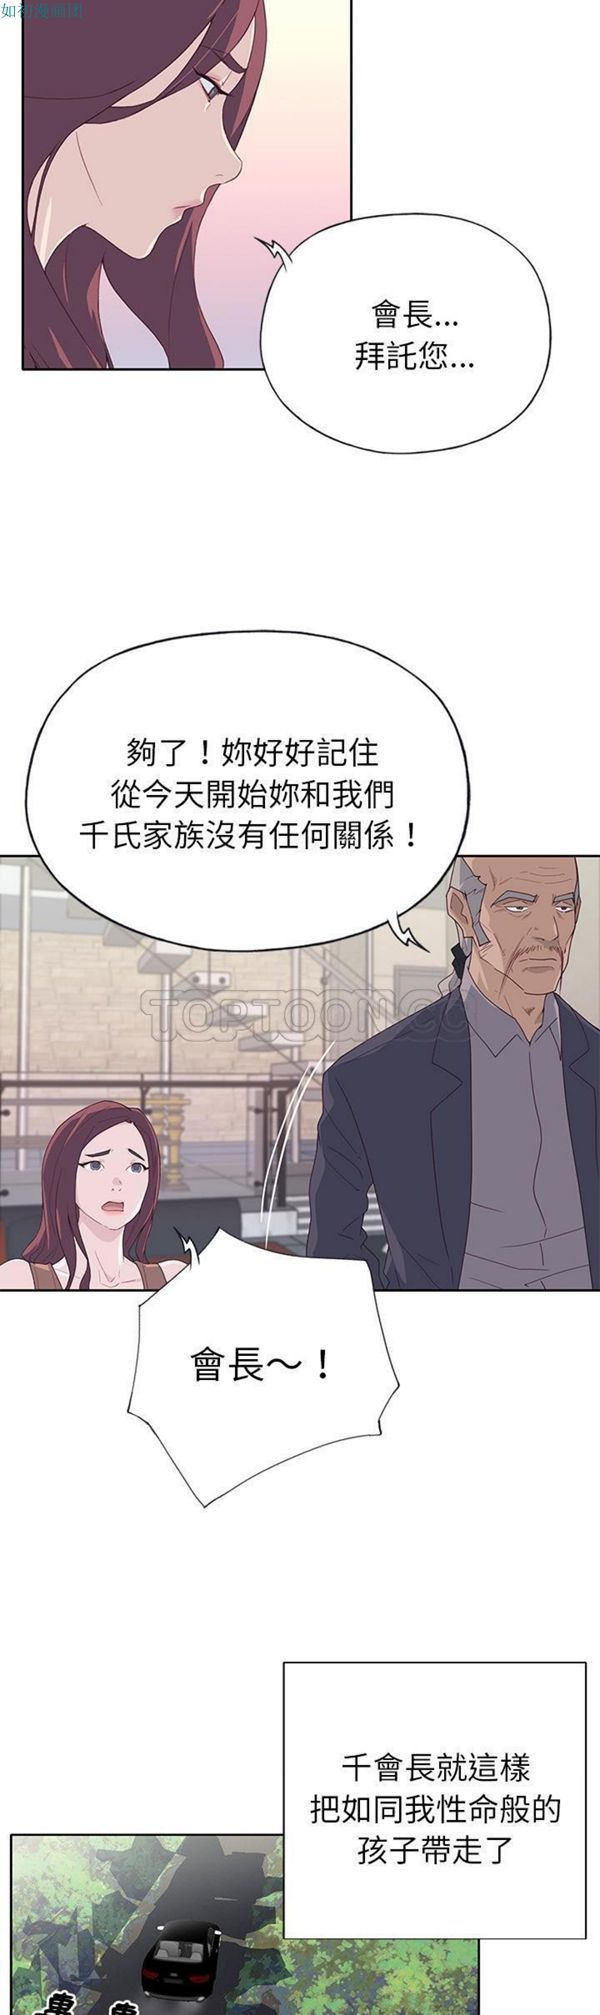 如初漫画团
會長...
拜託您...
夠了！妳好好記住
從今天開始妳和我們
千氏家族沒有任何關係！
TOPTOON.CC
會長～！
千會長就這樣
把如同我性命般的
孩子帶走了